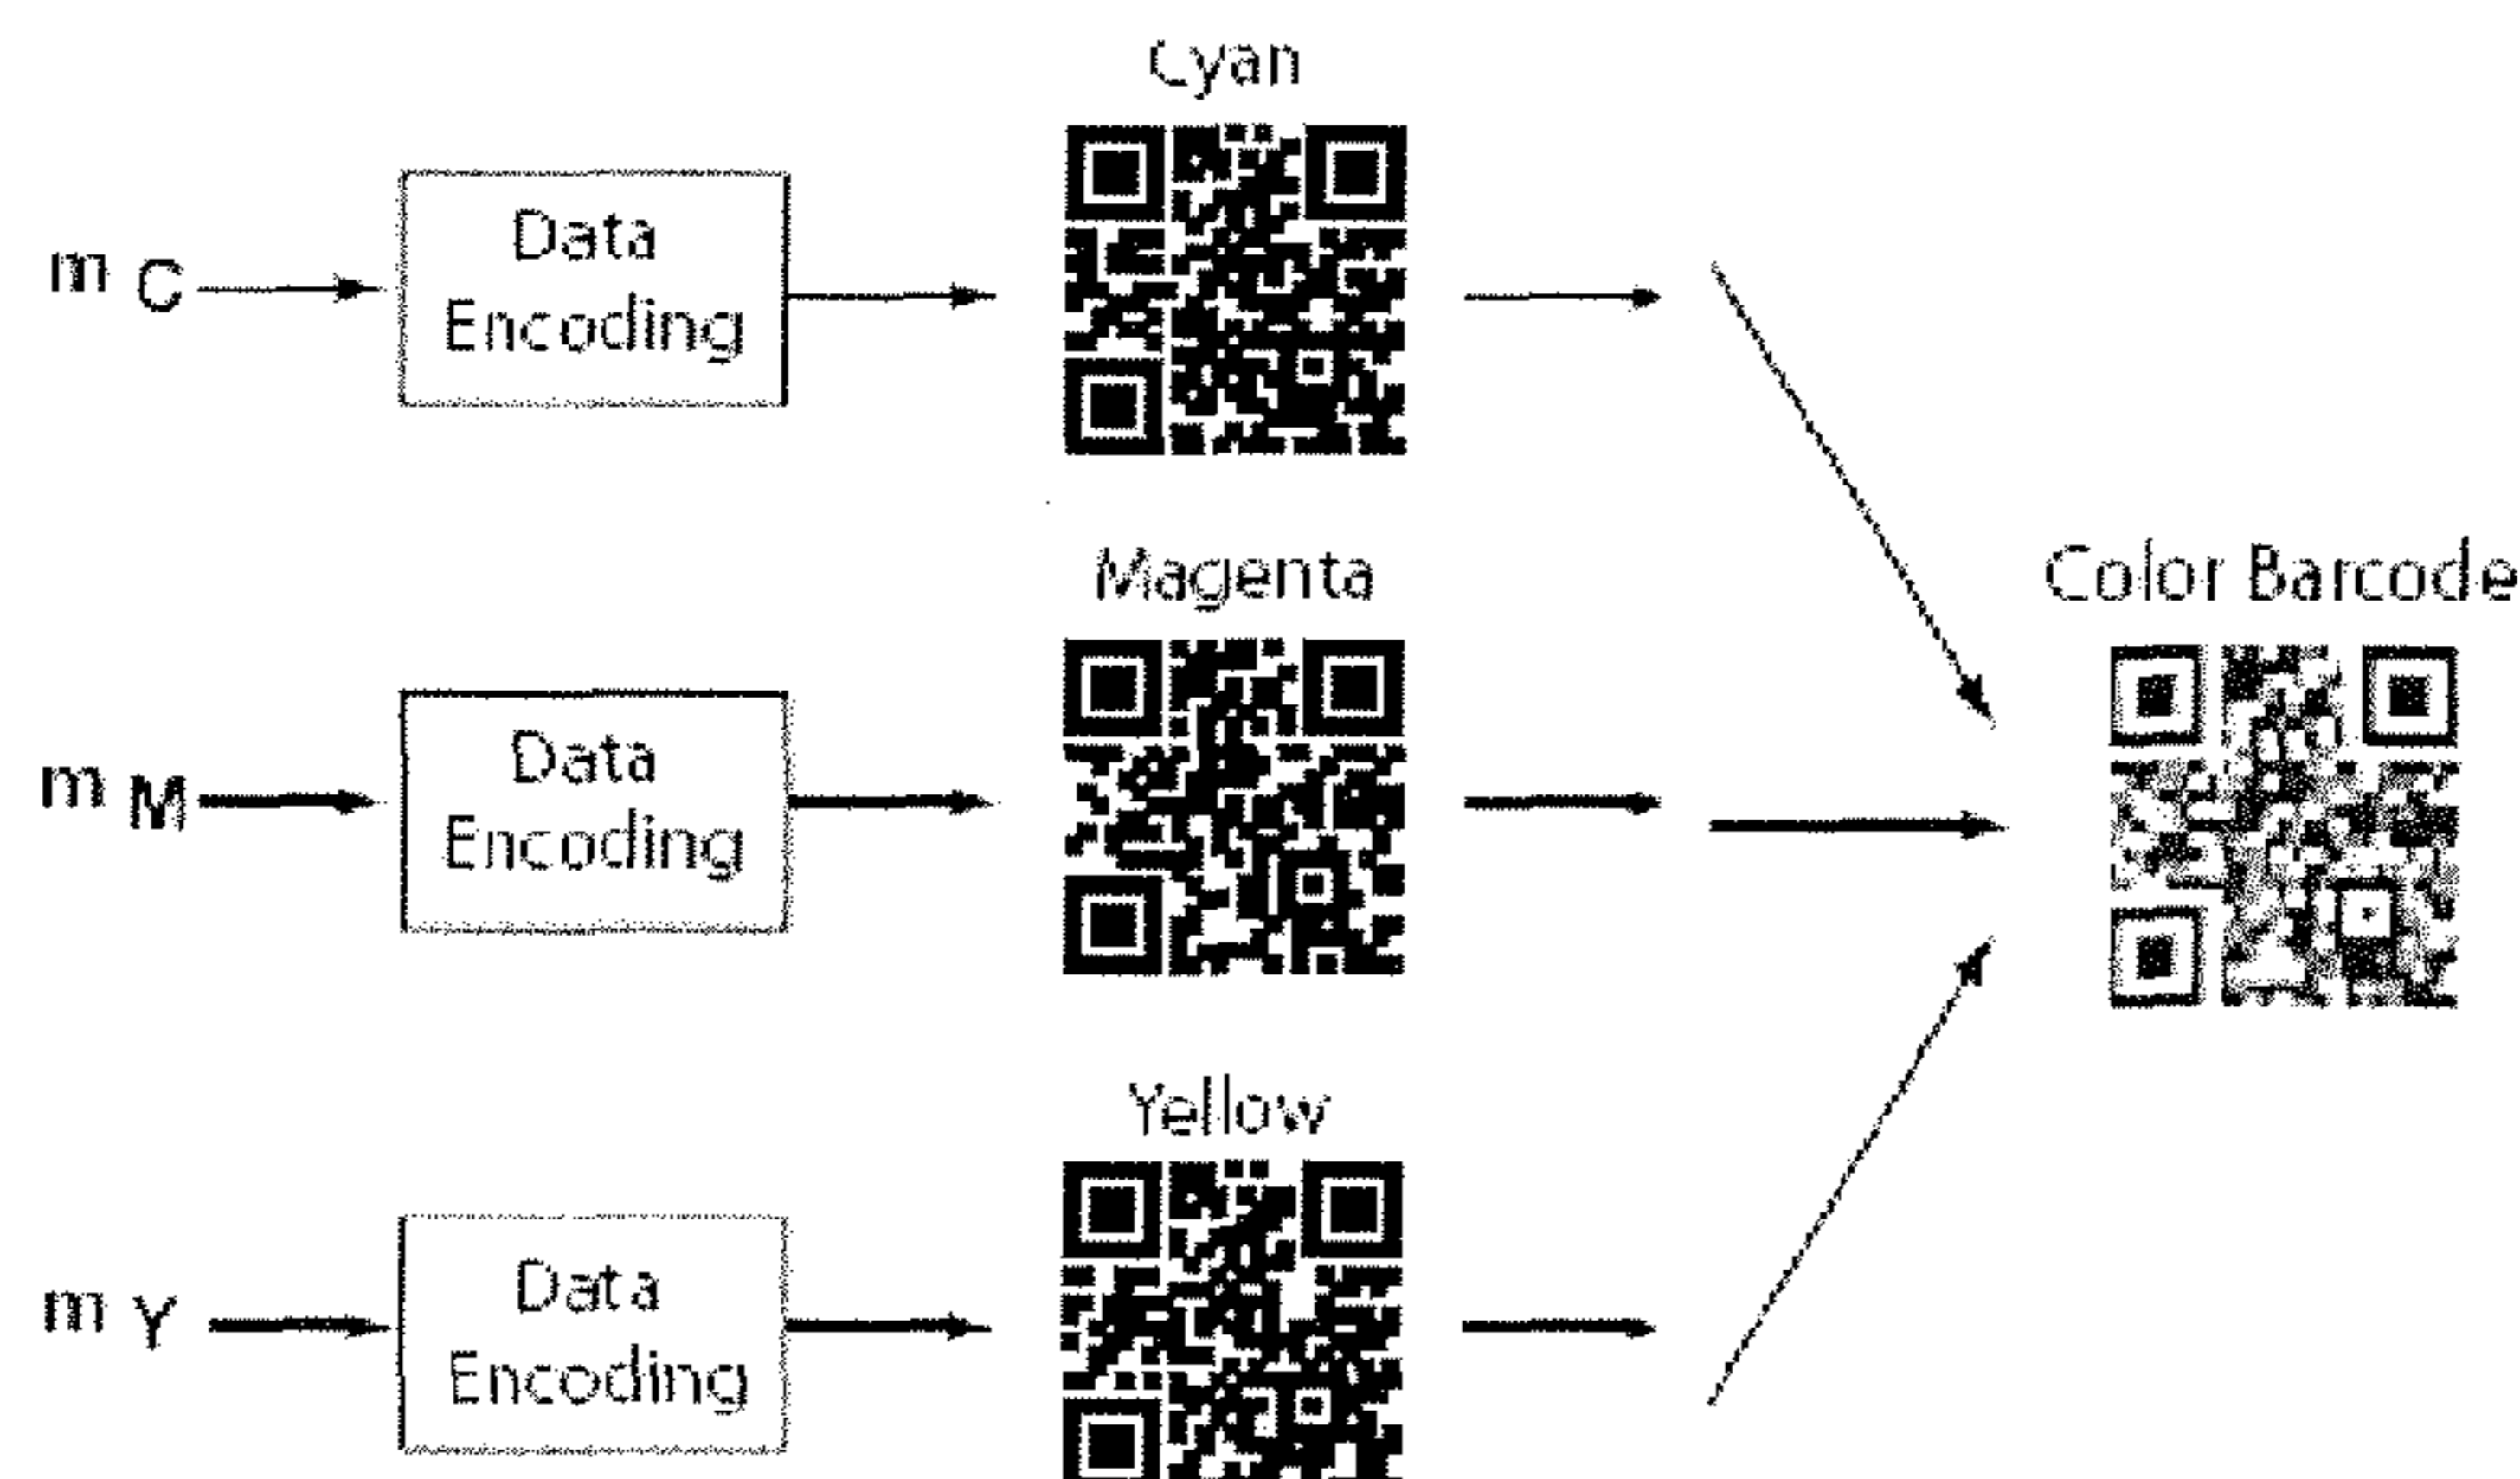 Cyan
m C
Data
Encoding
Magenta
Color Barcode
m M
Data
Encoding
Yellow
m Y
Data
Encoding